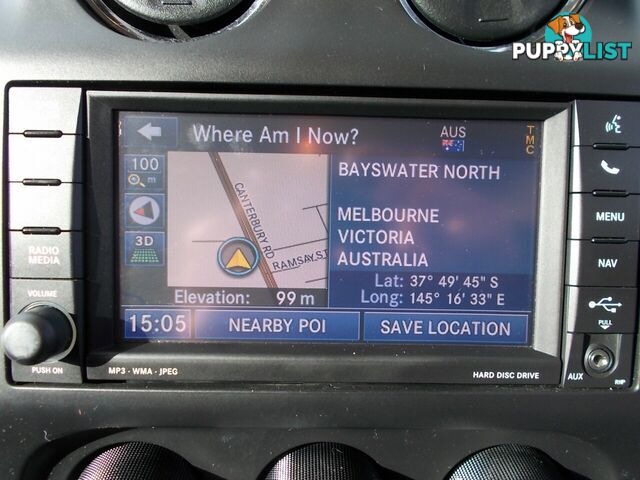 PUPPYLIST
Where Am I Now?
AUS
TMC
100 m
3D
CANTERBURY RD
RAMSAY ST
BAYSWATER NORTH
MELBOURNE
VICTORIA
AUSTRALIA
Lat: 37° 49' 45" S
Long: 145° 16' 33" E
Elevation: 99 m
15:05
NEARBY POI
SAVE LOCATION
RADIO
MEDIA
VOLUME
PUSH ON
MENU
NAV
PULL
AUX
MP3 · WMA · JPEG
HARD DISC DRIVE